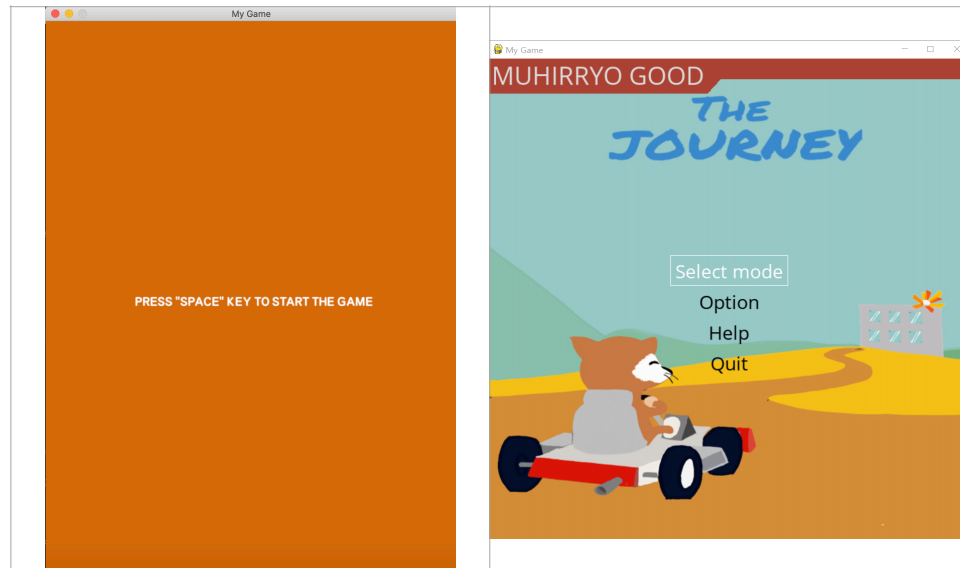 My Game
PRESS "SPACE" KEY TO START THE GAME
My Game
MUHIRRYO GOOD
THE
JOURNEY
Select mode
Option
Help
Quit